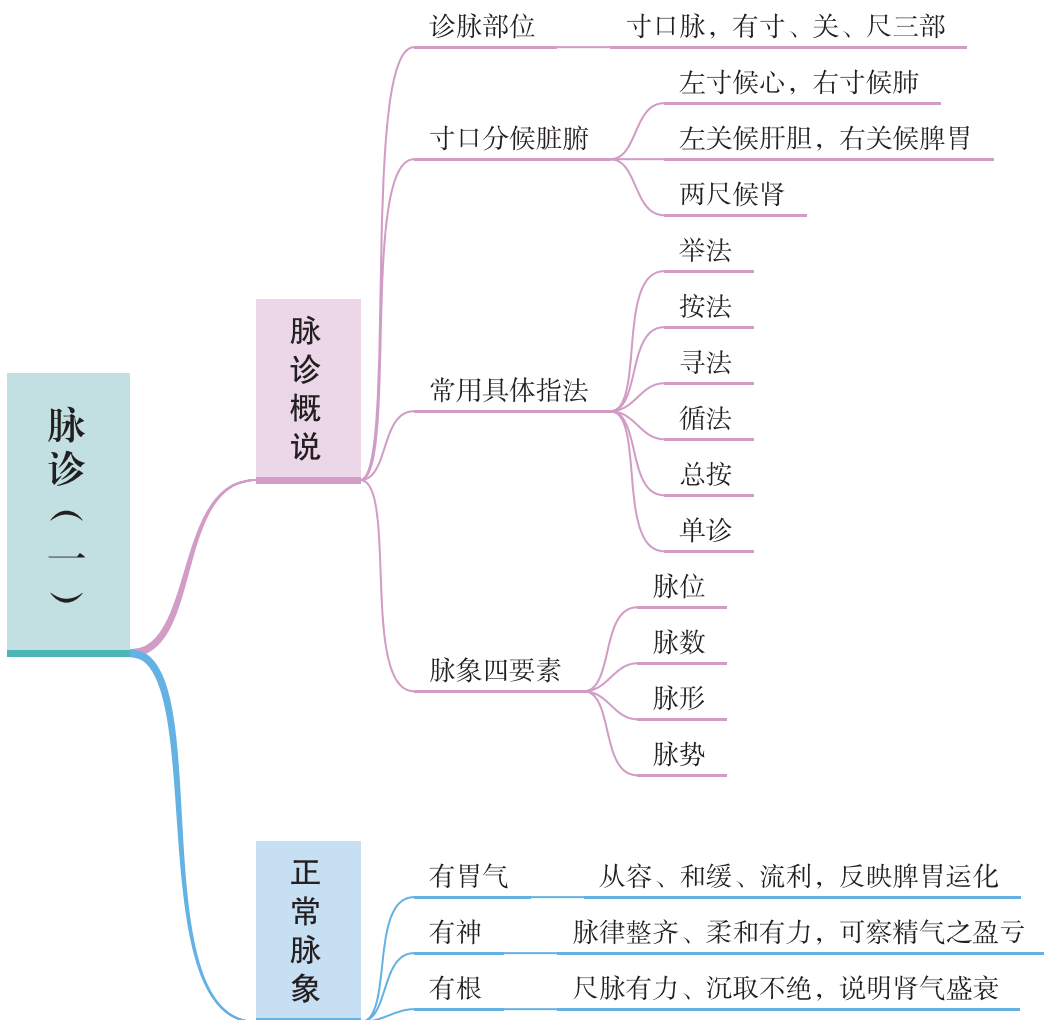 脉诊（一）
脉诊概说
诊脉部位
寸口脉，有寸、关、尺三部
寸口分候脏腑
左寸候心，右寸候肺
左关候肝胆，右关候脾胃
两尺候肾
常用具体指法
举法
按法
寻法
循法
总按
单诊
脉象四要素
脉位
脉数
脉形
脉势
正常脉象
有胃气
从容、和缓、流利，反映脾胃运化
有神
脉律整齐、柔和有力，可察精气之盈亏
有根
尺脉有力、沉取不绝，说明肾气盛衰